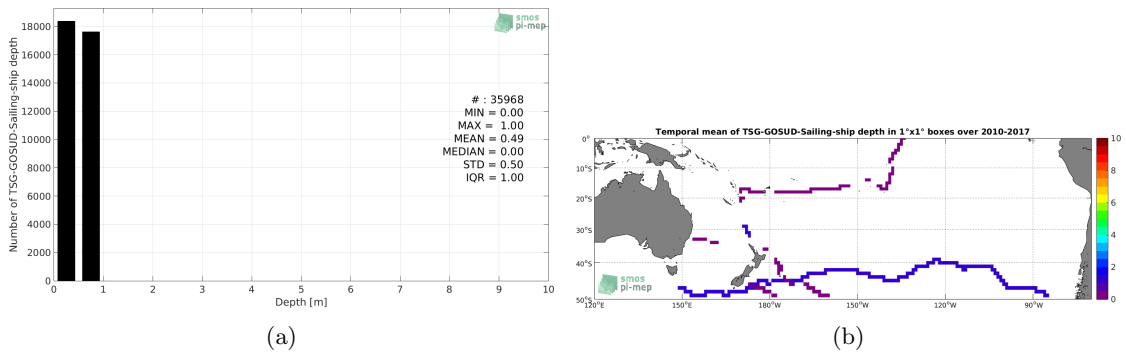 smos
pi-mep
18000
16000
14000
12000
10000
8000
6000
4000
2000
0
Number of TSG-GOSUD-Sailing-ship depth
# : 35968
MIN = 0.00
MAX = 1.00
MEAN = 0.49
MEDIAN = 0.00
STD = 0.50
IQR = 1.00
0 1 2 3 4 5 6 7 8 9 10
Depth [m]
(a)
Temporal mean of TSG-GOSUD-Sailing-ship depth in 1°x1° boxes over 2010-2017
0°
10°S
20°S
30°S
40°S
50°S
120°E 150°E 180°W 150°W 120°W 90°W
smos
pi-mep
10
8
6
4
2
0
(b)